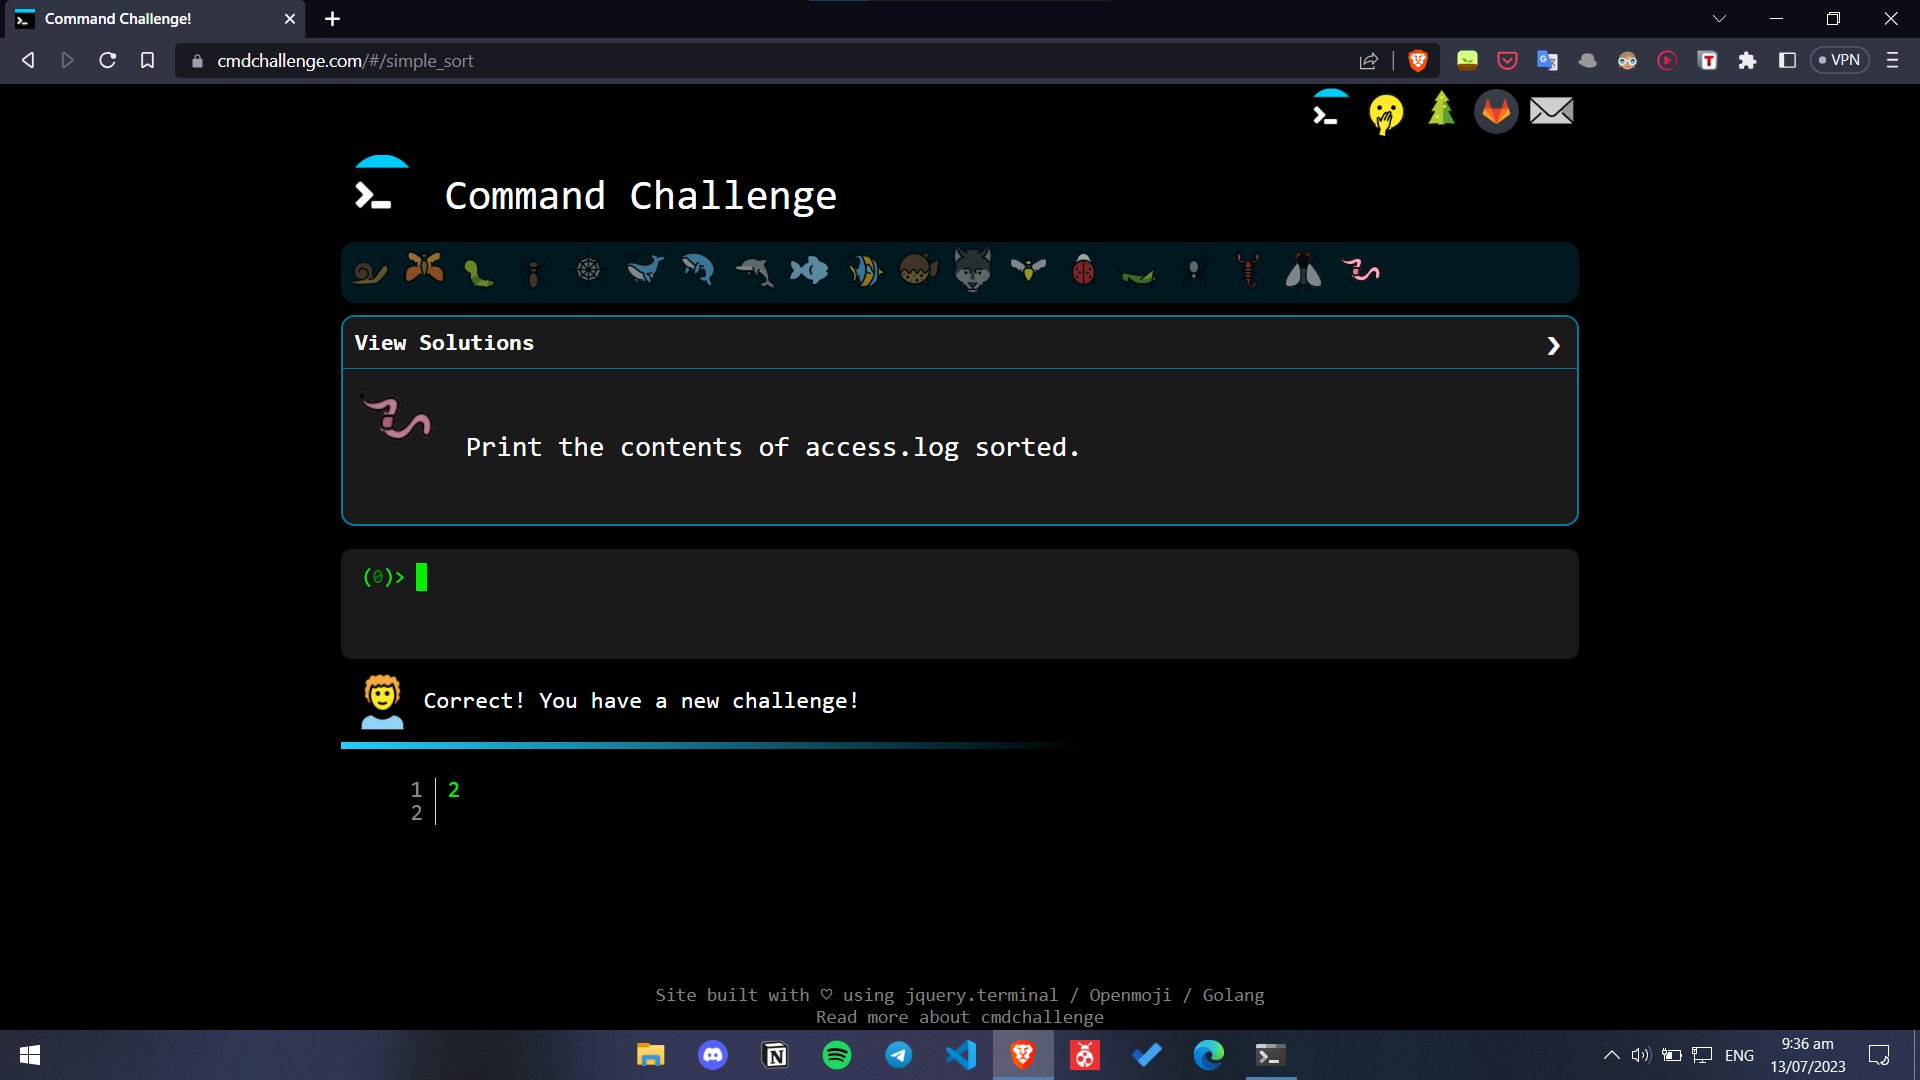 Command Challenge!
cmdchallenge.com/#/simple_sort
VPN
Command Challenge
View Solutions
Print the contents of access.log sorted.
(0)>
Correct! You have a new challenge!
1 2
2
Site built with ♡ using jquery.terminal / Openmoji / Golang
Read more about cmdchallenge
ENG
9:36 am
13/07/2023